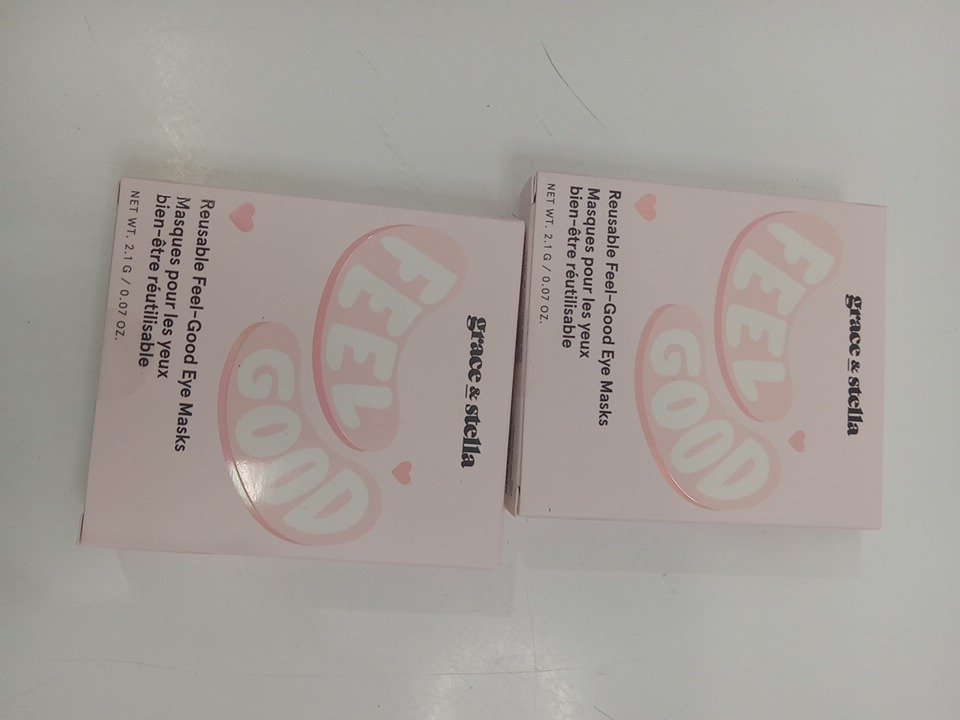 grace & stella
FEEL
GOOD
Reusable Feel-Good Eye Masks
Masques pour les yeux
bien-être réutilisable
NET WT. 2.1 G / 0.07 OZ.
grace & stella
FEEL
GOOD
Reusable Feel-Good Eye Masks
Masques pour les yeux
bien-être réutilisable
NET WT. 2.1 G / 0.07 OZ.